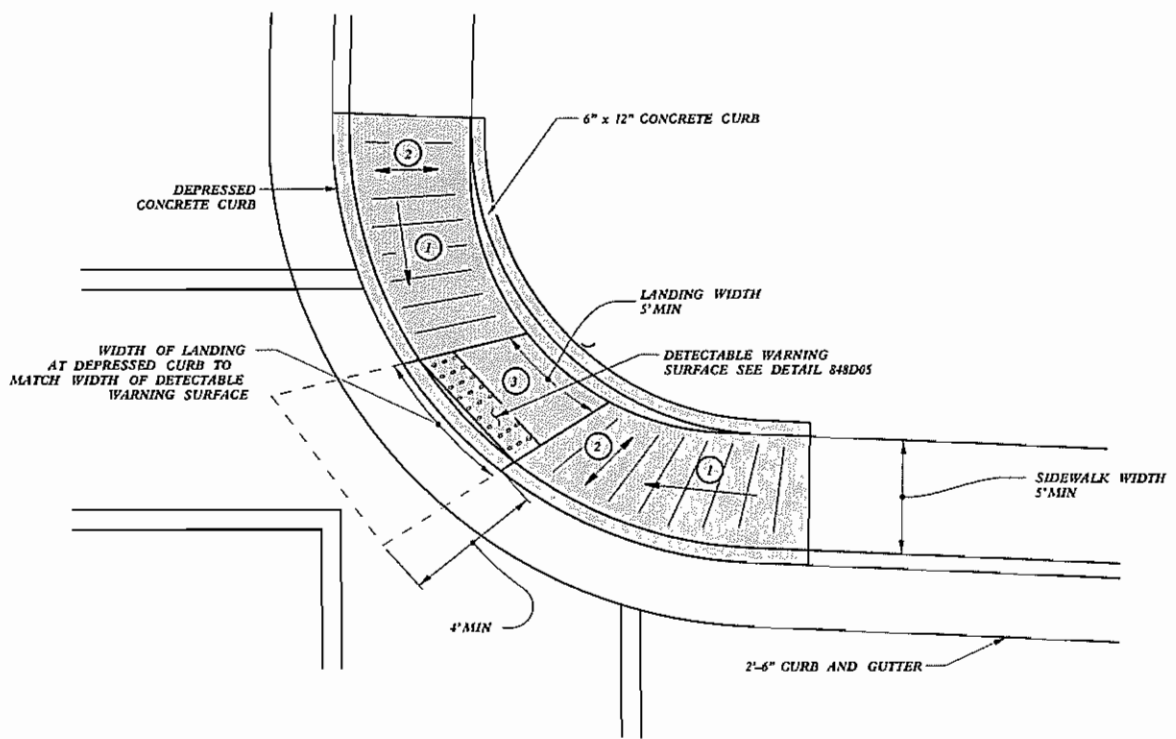 6" x 12" CONCRETE CURB
2
DEPRESSED
CONCRETE CURB
1
LANDING WIDTH
5'MIN
WIDTH OF LANDING
AT DEPRESSED CURB TO
MATCH WIDTH OF DETECTABLE
WARNING SURFACE
DETECTABLE WARNING
SURFACE SEE DETAIL 848D05
3
2
1
SIDEWALK WIDTH
5'MIN
4'MIN
2'-6" CURB AND GUTTER